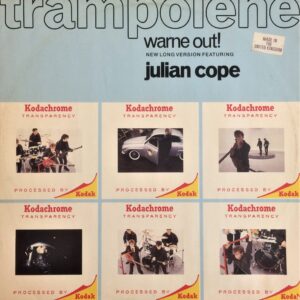 trampolene
warne out!
NEW LONG VERSION FEATURING
julian cope
MADE IN
THE
UNITED KINGDOM
Kodachrome
TRANSPARENCY
PROCESSED BY Kodak
Kodachrome
TRANSPARENCY
PROCESSED BY Kodak
Kodachrome
TRANSPARENCY
PROCESSED BY Kodak
Kodachrome
TRANSPARENCY
PROCESSED BY Kodak
Kodachrome
TRANSPARENCY
PROCESSED BY Kodak
Kodachrome
TRANSPARENCY
PROCESSED BY Kodak